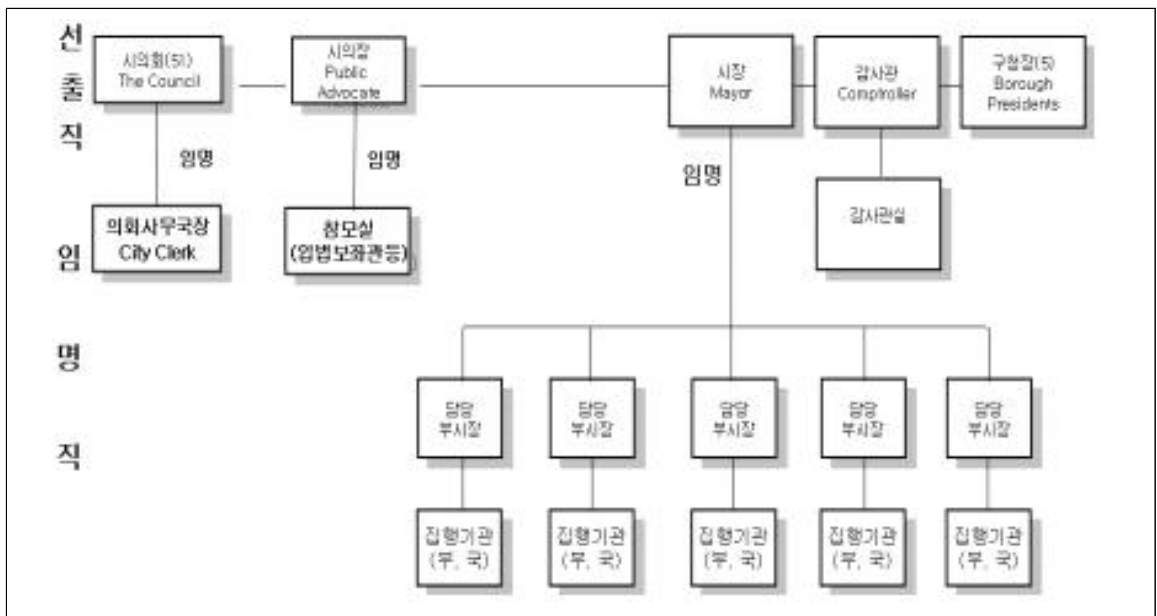 선출직
시의회(51)
The Council
시의장
Public
Advocate
시장
Mayor
감사관
Comptroller
구청장(5)
Borough
Presidents
임명
임명
임명
임명직
의회사무국장
City Clerk
참모실
(입법보좌관등)
감사관실
담당
부시장
담당
부시장
담당
부시장
담당
부시장
담당
부시장
집행기관
(부, 국)
집행기관
(부, 국)
집행기관
(부, 국)
집행기관
(부, 국)
집행기관
(부, 국)